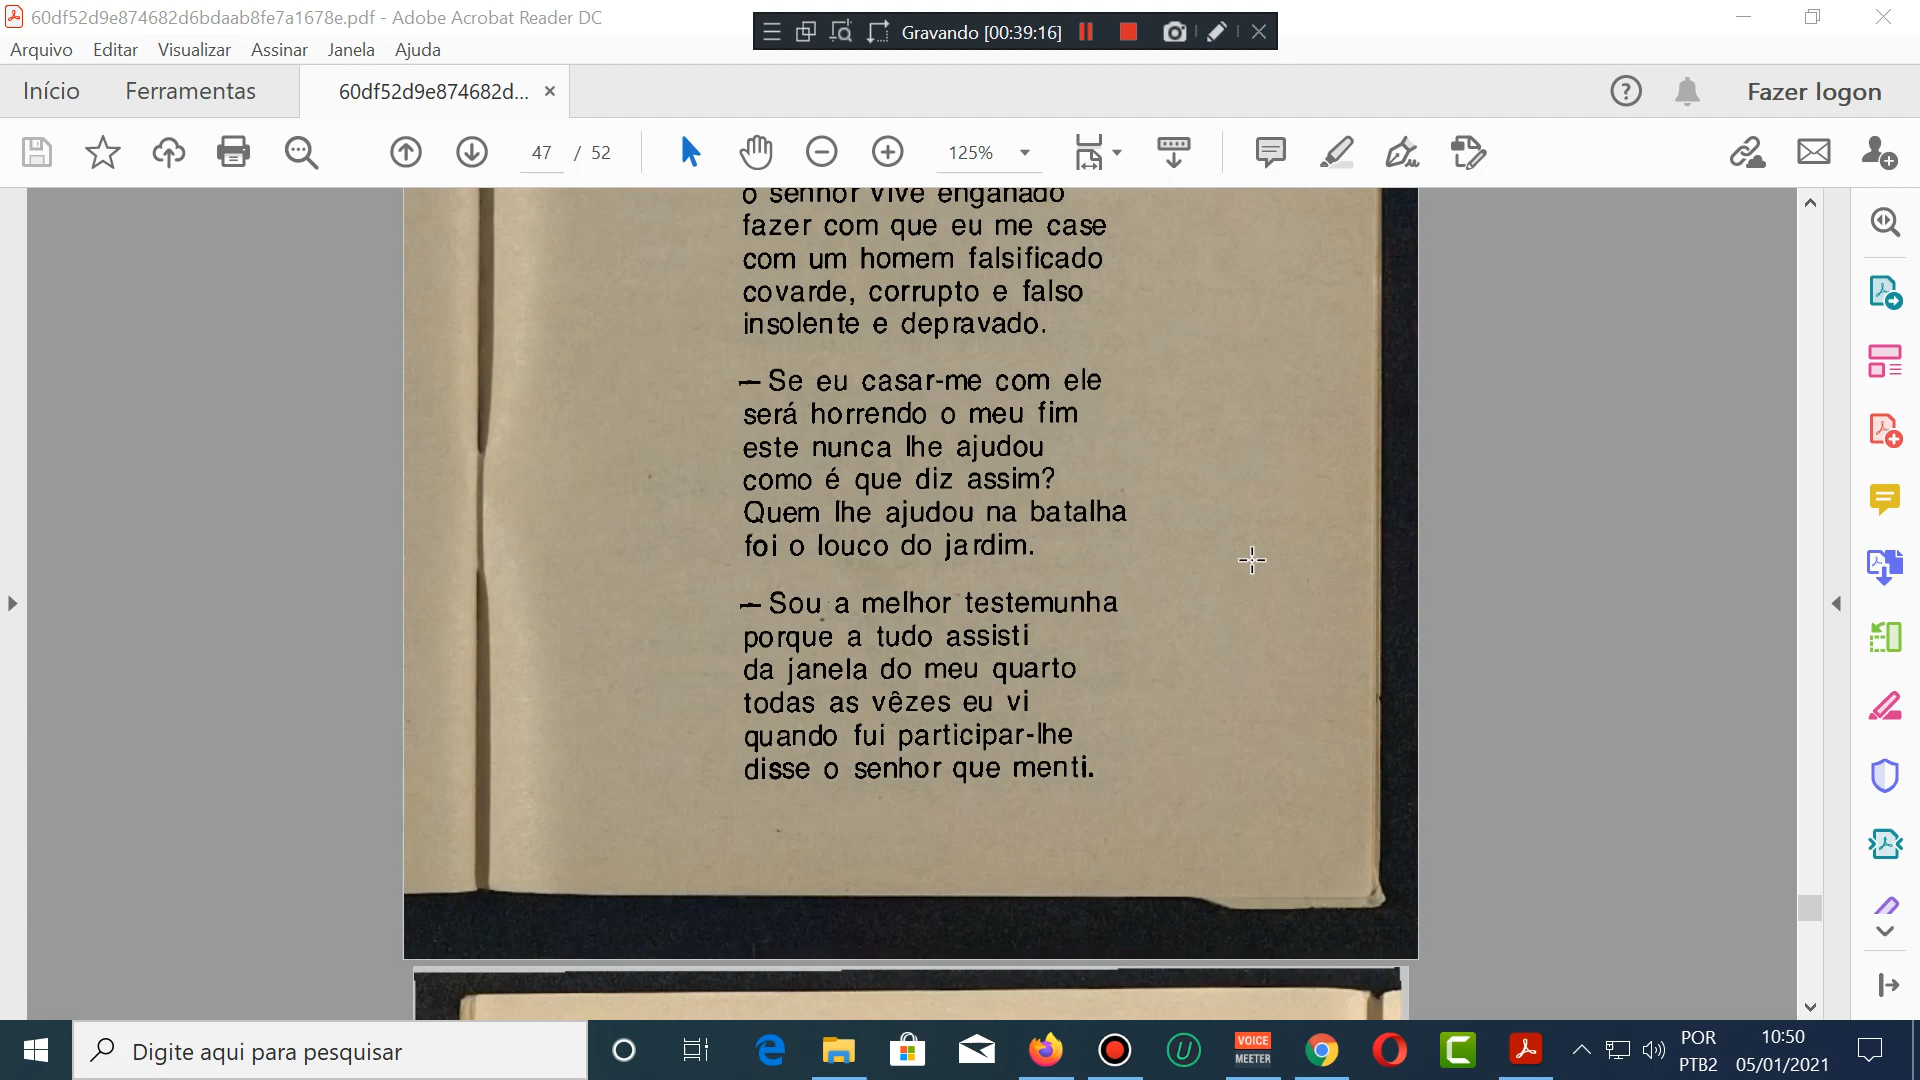 60df52d9e874682d6bdaab8fe7a1678e.pdf - Adobe Acrobat Reader DC
Gravando [00:39:16]
Arquivo Editar Visualizar Assinar Janela Ajuda
Início Ferramentas 60df52d9e874682d... Fazer logon
47 / 52 125%
o senhor vive enganado
fazer com que eu me case
com um homem falsificado
covarde, corrupto e falso
insolente e depravado.
— Se eu casar-me com ele
será horrendo o meu fim
este nunca lhe ajudou
como é que diz assim?
Quem lhe ajudou na batalha
foi o louco do jardim.
— Sou a melhor testemunha
porque a tudo assisti
da janela do meu quarto
todas as vêzes eu vi
quando fui participar-lhe
disse o senhor que menti.
Digite aqui para pesquisar
VOICE
MEETER
POR
PTB2
10:50
05/01/2021